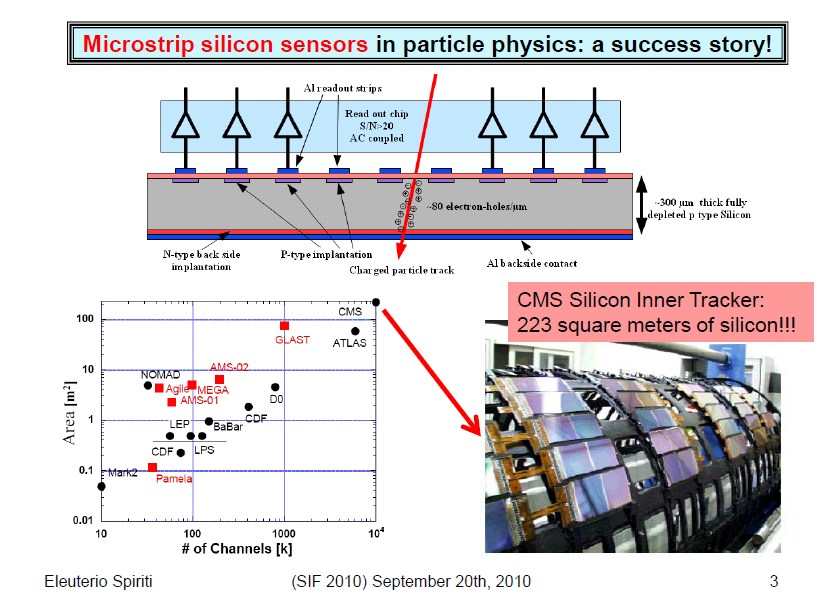 Microstrip silicon sensors in particle physics: a success story!
Al readout strips
Read out chip
S/N>20
AC coupled
~80 electron-holes/µm
~300 µm thick fully
depleted p type Silicon
N-type back side
implantation
P-type implantation
Charged particle track
Al backside contact
CMS Silicon Inner Tracker:
223 square meters of silicon!!!
100
10
1
0.1
0.01
Area [m²]
CMS
GLAST
ATLAS
NOMAD
AMS-02
Agile
MEGA
AMS-01
D0
CDF
LEP
BaBar
CDF
LPS
Mark2
Pamela
10
100
1000
10⁴
# of Channels [k]
Eleuterio Spiriti
(SIF 2010) September 20th, 2010
3